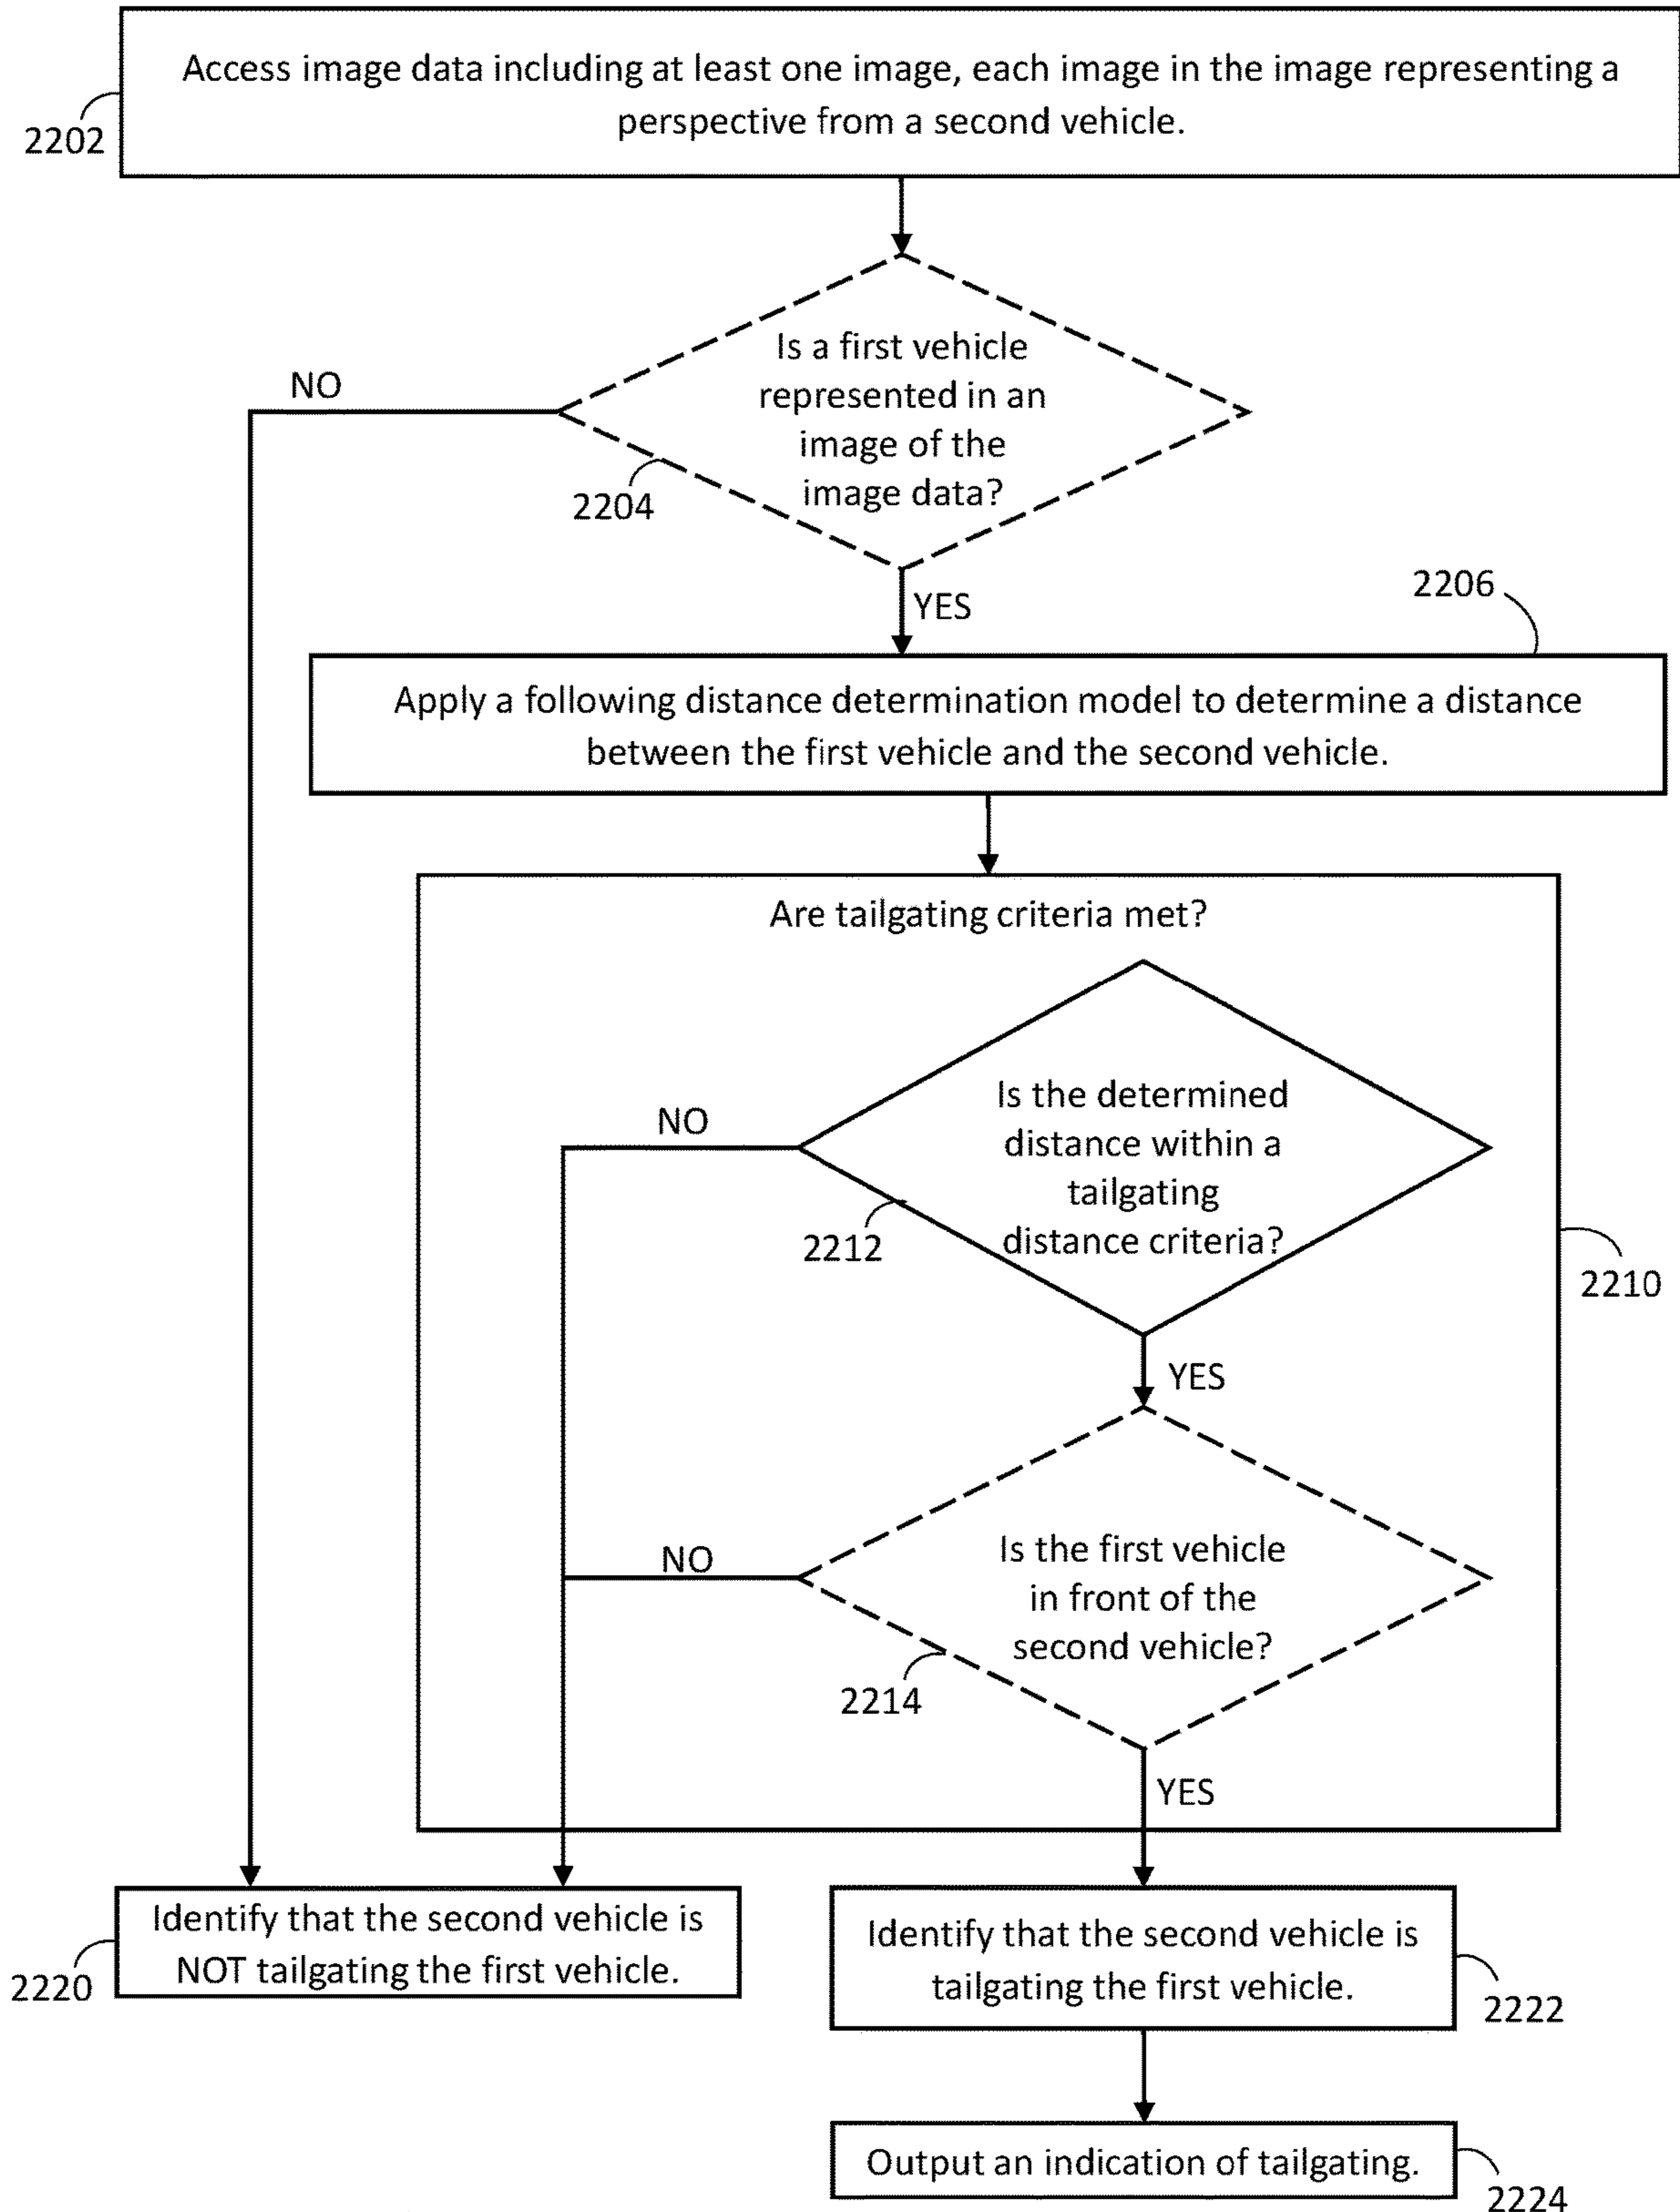 Access image data including at least one image, each image in the image representing a
perspective from a second vehicle.
2202
Is a first vehicle
represented in an
image of the
image data?
NO
2204
YES
2206
Apply a following distance determination model to determine a distance
between the first vehicle and the second vehicle.
Are tailgating criteria met?
Is the determined
distance within a
tailgating
distance criteria?
NO
2212
2210
YES
Is the first vehicle
in front of the
second vehicle?
NO
2214
YES
Identify that the second vehicle is
NOT tailgating the first vehicle.
2220
Identify that the second vehicle is
tailgating the first vehicle.
2222
Output an indication of tailgating.
2224